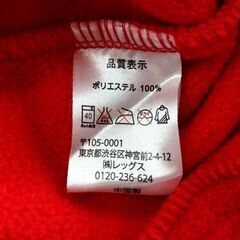 品質表示
ポリエステル 100%
40
〒105-0001
東京都渋谷区神宮前2-4-12
㈱レッグス
0120-236-624